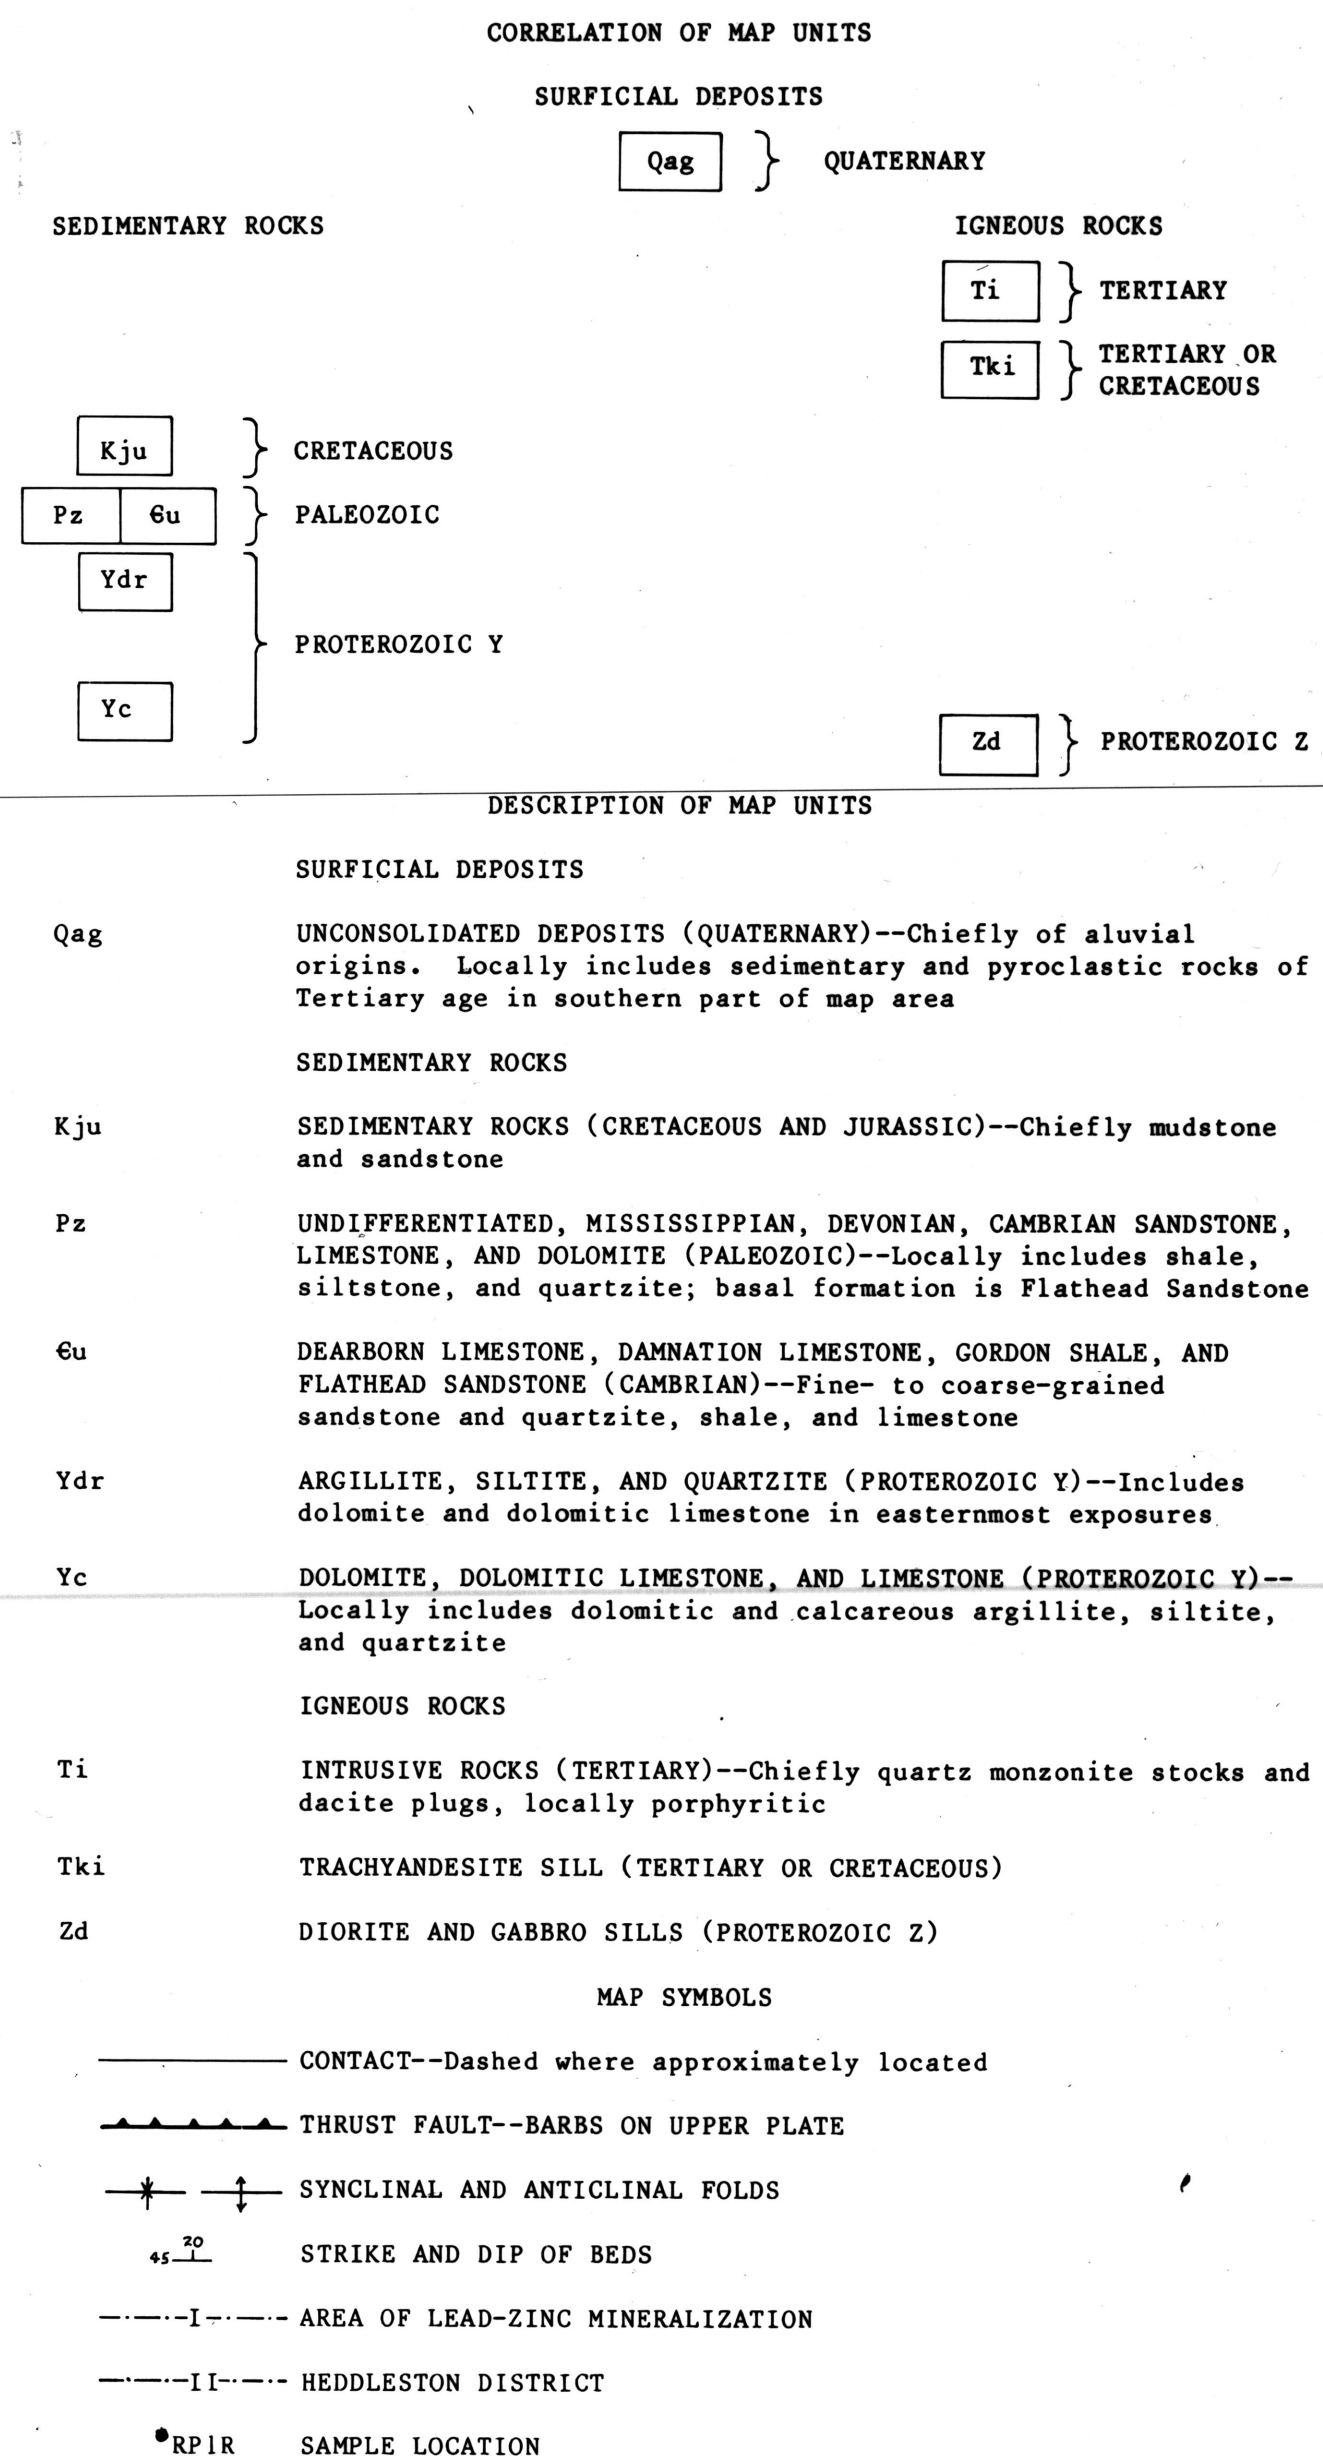 CORRELATION OF MAP UNITS
SURFICIAL DEPOSITS
Qag } QUATERNARY
SEDIMENTARY ROCKS
IGNEOUS ROCKS
Ti } TERTIARY
Tki } TERTIARY OR
CRETACEOUS
Kju } CRETACEOUS
Pz Єu } PALEOZOIC
Ydr
} PROTEROZOIC Y
Yc
Zd } PROTEROZOIC Z
DESCRIPTION OF MAP UNITS
SURFICIAL DEPOSITS
Qag UNCONSOLIDATED DEPOSITS (QUATERNARY)--Chiefly of aluvial
origins. Locally includes sedimentary and pyroclastic rocks of
Tertiary age in southern part of map area
SEDIMENTARY ROCKS
Kju SEDIMENTARY ROCKS (CRETACEOUS AND JURASSIC)--Chiefly mudstone
and sandstone
Pz UNDIFFERENTIATED, MISSISSIPPIAN, DEVONIAN, CAMBRIAN SANDSTONE,
LIMESTONE, AND DOLOMITE (PALEOZOIC)--Locally includes shale,
siltstone, and quartzite; basal formation is Flathead Sandstone
Єu DEARBORN LIMESTONE, DAMNATION LIMESTONE, GORDON SHALE, AND
FLATHEAD SANDSTONE (CAMBRIAN)--Fine- to coarse-grained
sandstone and quartzite, shale, and limestone
Ydr ARGILLITE, SILTITE, AND QUARTZITE (PROTEROZOIC Y)--Includes
dolomite and dolomitic limestone in easternmost exposures
Yc DOLOMITE, DOLOMITIC LIMESTONE, AND LIMESTONE (PROTEROZOIC Y)--
Locally includes dolomitic and calcareous argillite, siltite,
and quartzite
IGNEOUS ROCKS
Ti INTRUSIVE ROCKS (TERTIARY)--Chiefly quartz monzonite stocks and
dacite plugs, locally porphyritic
Tki TRACHYANDESITE SILL (TERTIARY OR CRETACEOUS)
Zd DIORITE AND GABBRO SILLS (PROTEROZOIC Z)
MAP SYMBOLS
CONTACT--Dashed where approximately located
THRUST FAULT--BARBS ON UPPER PLATE
SYNCLINAL AND ANTICLINAL FOLDS
45 20 STRIKE AND DIP OF BEDS
I AREA OF LEAD-ZINC MINERALIZATION
II HEDDLESTON DISTRICT
RP1R SAMPLE LOCATION